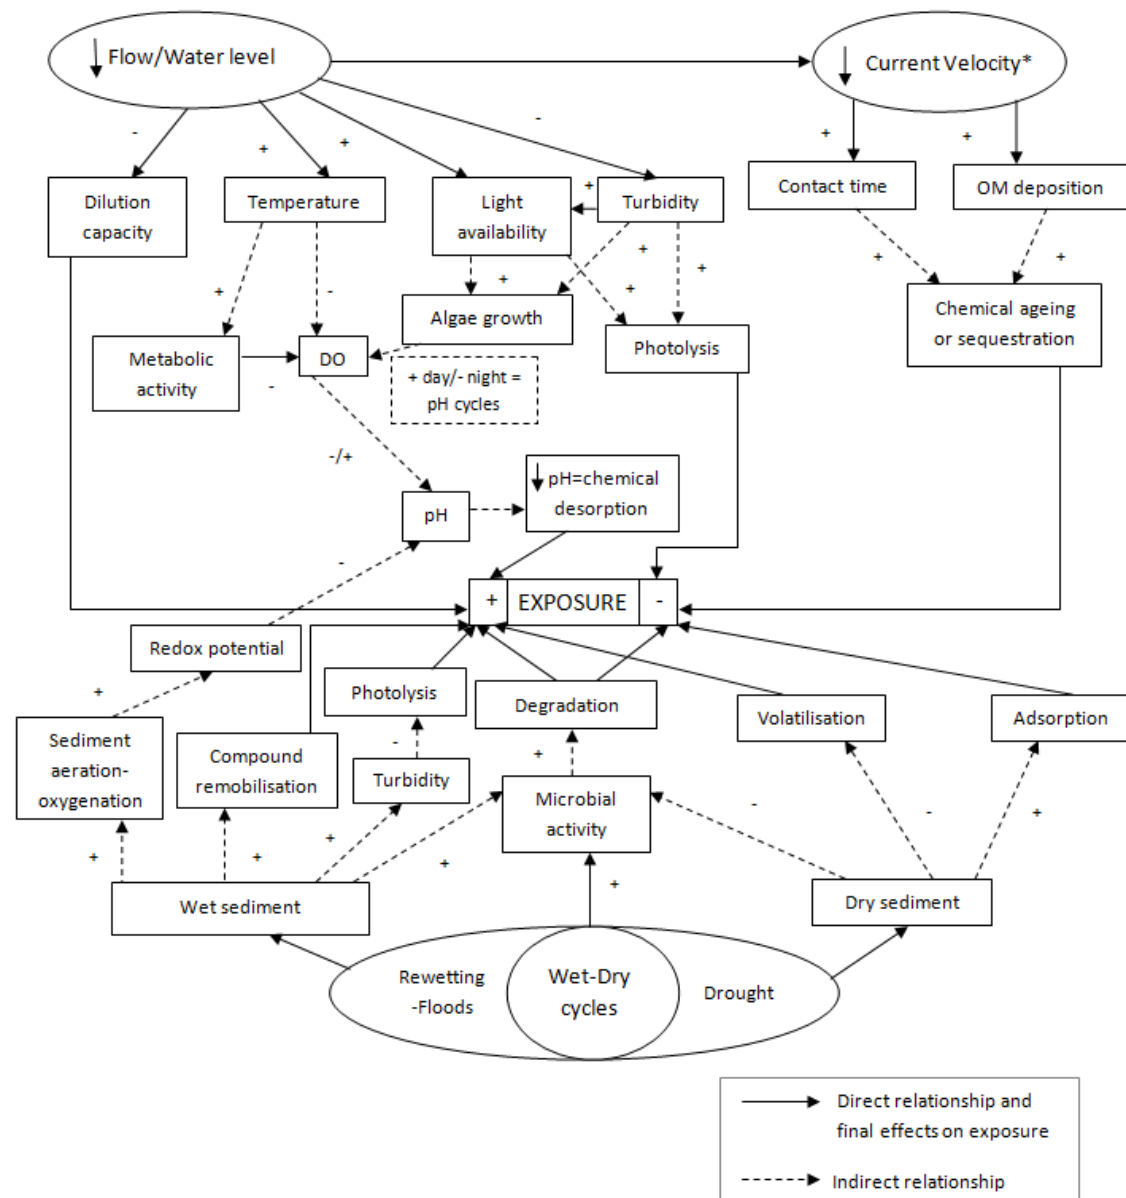 Flow/Water level
Current Velocity*
-
+
+
-
+
+
Dilution
capacity
Temperature
Light
availability
+
Turbidity
Contact time
OM deposition
+
-
+
+
+
+
+
+
Algae growth
Chemical ageing
or sequestration
Metabolic
activity
DO
Photolysis
-
+ day/- night =
pH cycles
-/+
pH=chemical
desorption
pH
-
+
EXPOSURE
-
Redox potential
+
Photolysis
Degradation
Volatilisation
Adsorption
Sediment
aeration-
oxygenation
Compound
remobilisation
-
+
Turbidity
Microbial
activity
-
-
+
+
+
+
+
+
Wet sediment
Dry sediment
Rewetting
-Floods
Wet-Dry
cycles
Drought
Direct relationship and
final effects on exposure
Indirect relationship